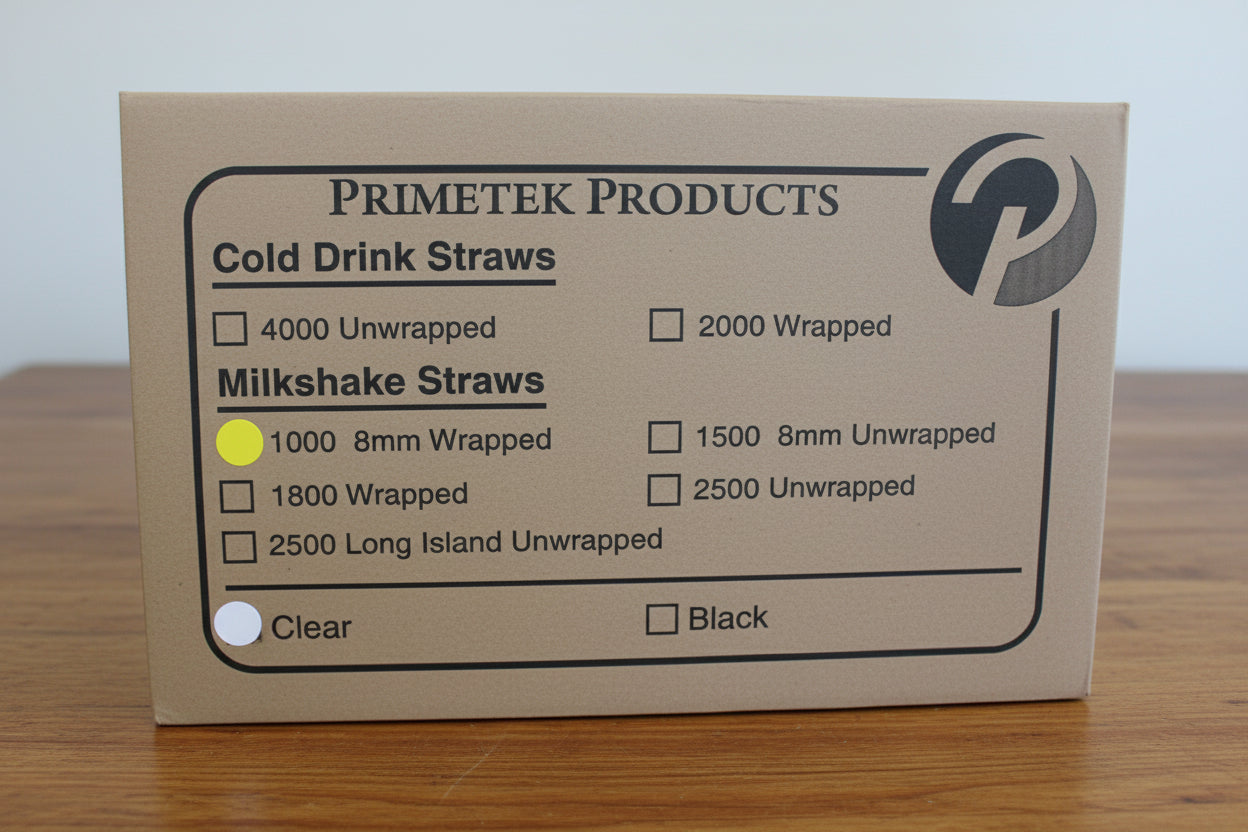 PRIMETEK PRODUCTS
Cold Drink Straws
4000 Unwrapped 2000 Wrapped
Milkshake Straws
1000 8mm Wrapped 1500 8mm Unwrapped
1800 Wrapped 2500 Unwrapped
2500 Long Island Unwrapped
Clear Black